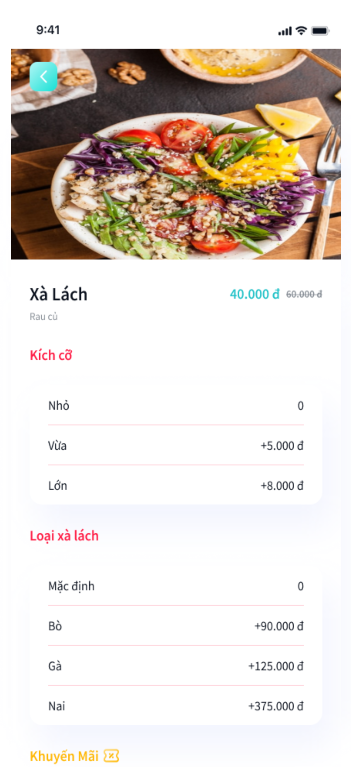 9:41
Xà Lách 40.000 đ 60.000 đ
Rau củ
Kích cỡ
Nhỏ 0
Vừa +5.000 đ
Lớn +8.000 đ
Loại xà lách
Mặc định 0
Bò +90.000 đ
Gà +125.000 đ
Nai +375.000 đ
Khuyến Mãi